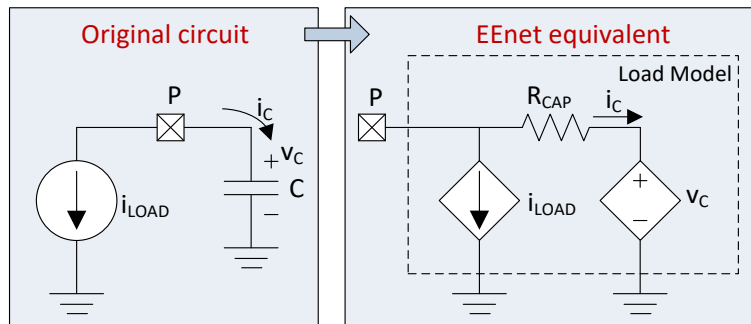 Original circuit
P
iC
+
vC
C
−
iLOAD
EEnet equivalent
Load Model
P
RCAP
iC
iLOAD
+
−
vC